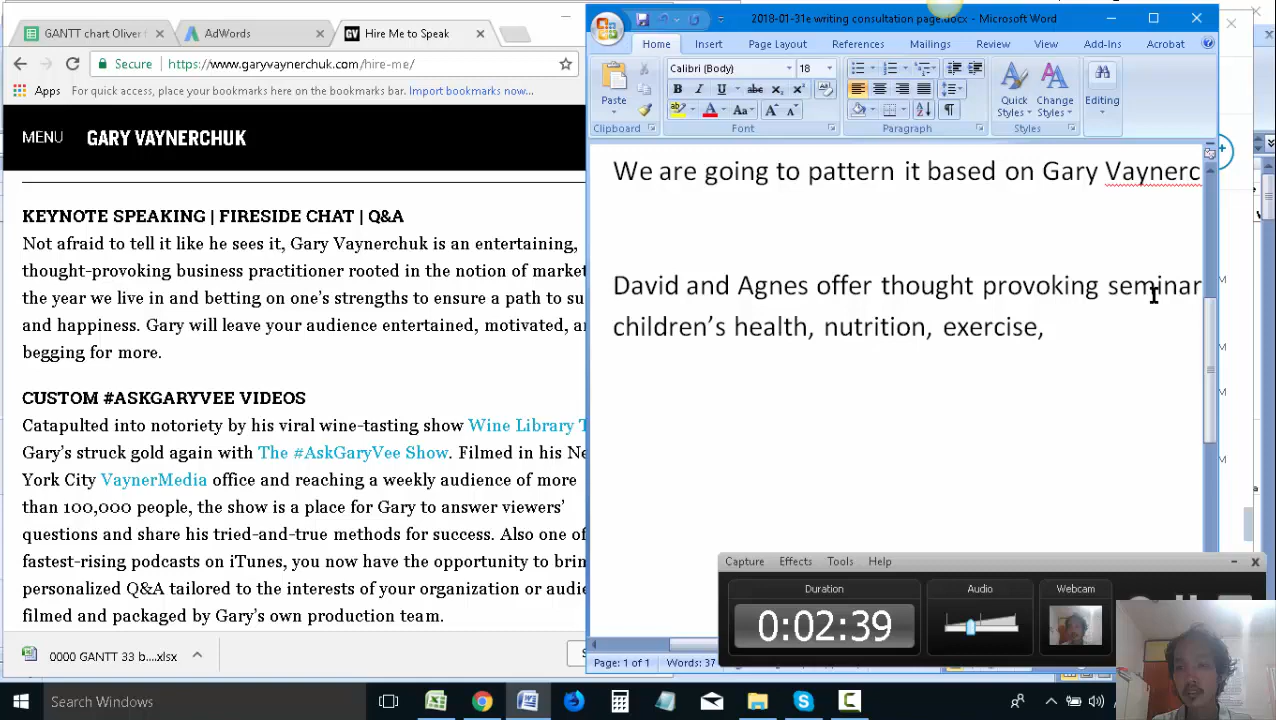 2018-01-31e writing consultation page.docx - Microsoft Word
GANTT chart Oliver
AdWords
Hire Me to Speak
Home
Insert
Page Layout
References
Mailings
Review
View
Add-Ins
Acrobat
Secure
https://www.garyvaynerchuk.com/hire-me/
Calibri (Body)
18
Apps
For quick access, place your bookmarks here on the bookmarks bar.
Import bookmarks now...
Paste
Quick Styles
Change Styles
Editing
Clipboard
Font
Paragraph
Styles
MENU
GARY VAYNERCHUK
KEYNOTE SPEAKING | FIRESIDE CHAT | Q&A
Not afraid to tell it like he sees it, Gary Vaynerchuk is an entertaining,
thought-provoking business practitioner rooted in the notion of market
the year we live in and betting on one's strengths to ensure a path to su
and happiness. Gary will leave your audience entertained, motivated, a
begging for more.
CUSTOM #ASKGARYVEE VIDEOS
Catapulted into notoriety by his viral wine-tasting show Wine Library T
Gary's struck gold again with The #AskGaryVee Show. Filmed in his Ne
York City VaynerMedia office and reaching a weekly audience of more
than 100,000 people, the show is a place for Gary to answer viewers'
questions and share his tried-and-true methods for success. Also one of
fastest-rising podcasts on iTunes, you now have the opportunity to brin
personalized Q&A tailored to the interests of your organization or audie
filmed and packaged by Gary's own production team.
We are going to pattern it based on Gary Vaynerc
David and Agnes offer thought provoking seminar
children's health, nutrition, exercise,
Capture
Effects
Tools
Help
Duration
Audio
Webcam
0:02:39
Page: 1 of 1
Words: 37
0000 GANTT 33 b....xlsx
Search Windows